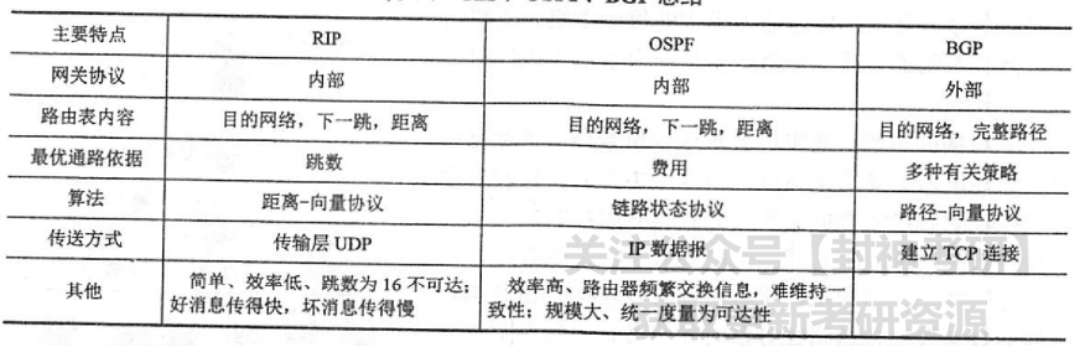 主要特点 RIP OSPF BGP
网关协议 内部 内部 外部
路由表内容 目的网络，下一跳，距离 目的网络，下一跳，距离 目的网络，完整路径
最优通路依据 跳数 费用 多种有关策略
算法 距离-向量协议 链路状态协议 路径-向量协议
传送方式 传输层 UDP IP 数据报 建立 TCP 连接
其他 简单、效率低、跳数为 16 不可达； 效率高、路由器频繁交换信息，难维持一
好消息传得快，坏消息传得慢 致性；规模大、统一度量为可达性
关注公众号【封神考研】
获取更新考研资源